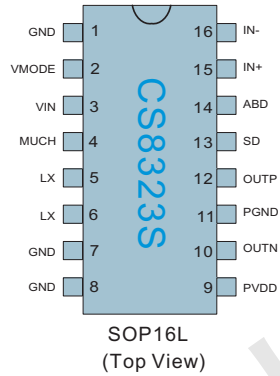 GND 1 16 IN-
VMODE 2 15 IN+
VIN 3 14 ABD
MUCH 4 13 SD
LX 5 12 OUTP
LX 6 11 PGND
GND 7 10 OUTN
GND 8 9 PVDD
CS8323S
SOP16L
(Top View)